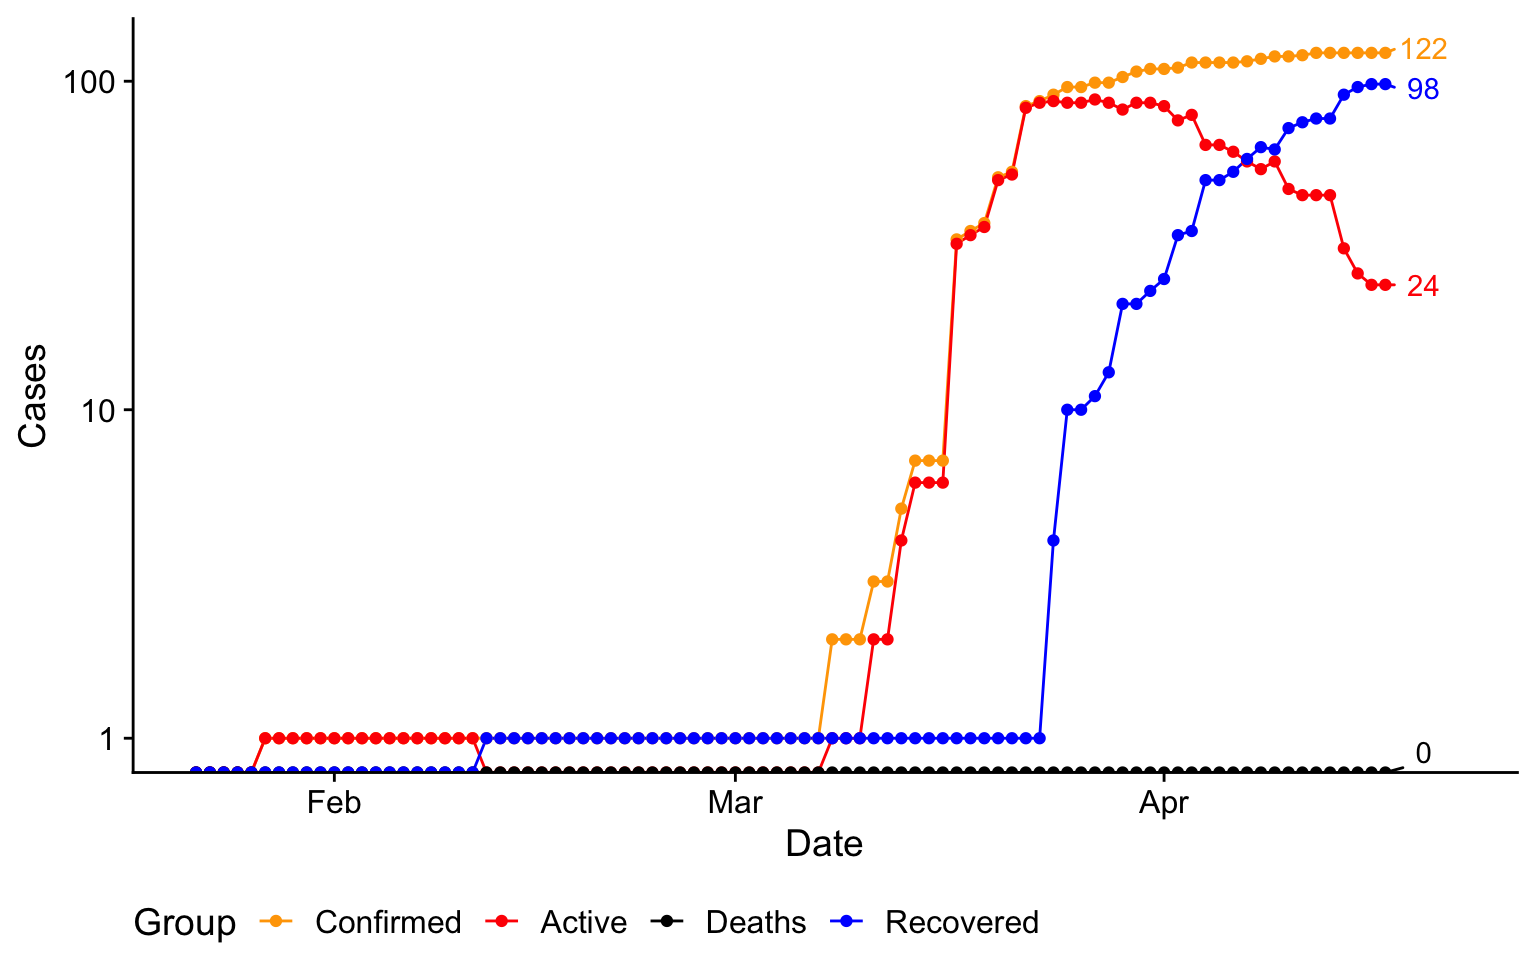 122
100
98
24
Cases
10
1
0
Feb Mar Apr
Date
Group Confirmed Active Deaths Recovered